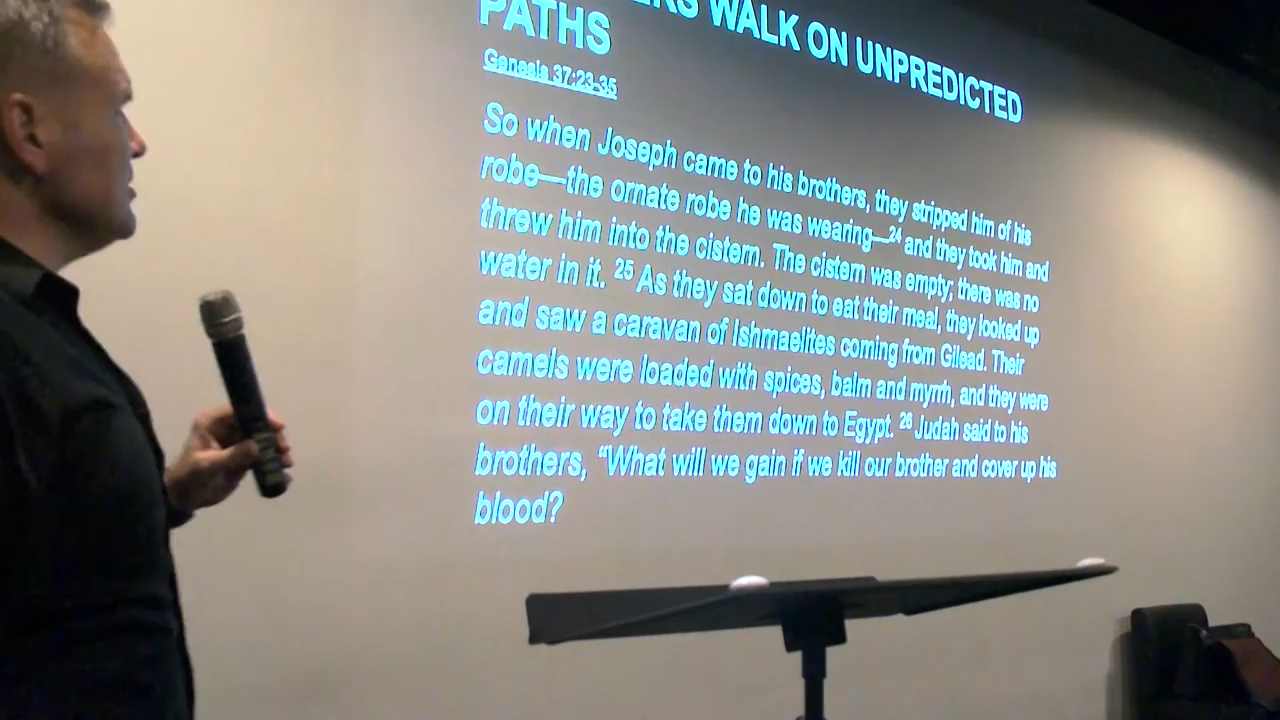 WALK ON UNPREDICTED
PATHS
Genesis 37:23-35
So when Joseph came to his brothers, they stripped him of his
robe—the ornate robe he was wearing—24 and they took him and
threw him into the cistern. The cistern was empty; there was no
water in it. 25 As they sat down to eat their meal, they looked up
and saw a caravan of Ishmaelites coming from Gilead. Their
camels were loaded with spices, balm and myrrh, and they were
on their way to take them down to Egypt. 26 Judah said to his
brothers, “What will we gain if we kill our brother and cover up his
blood?